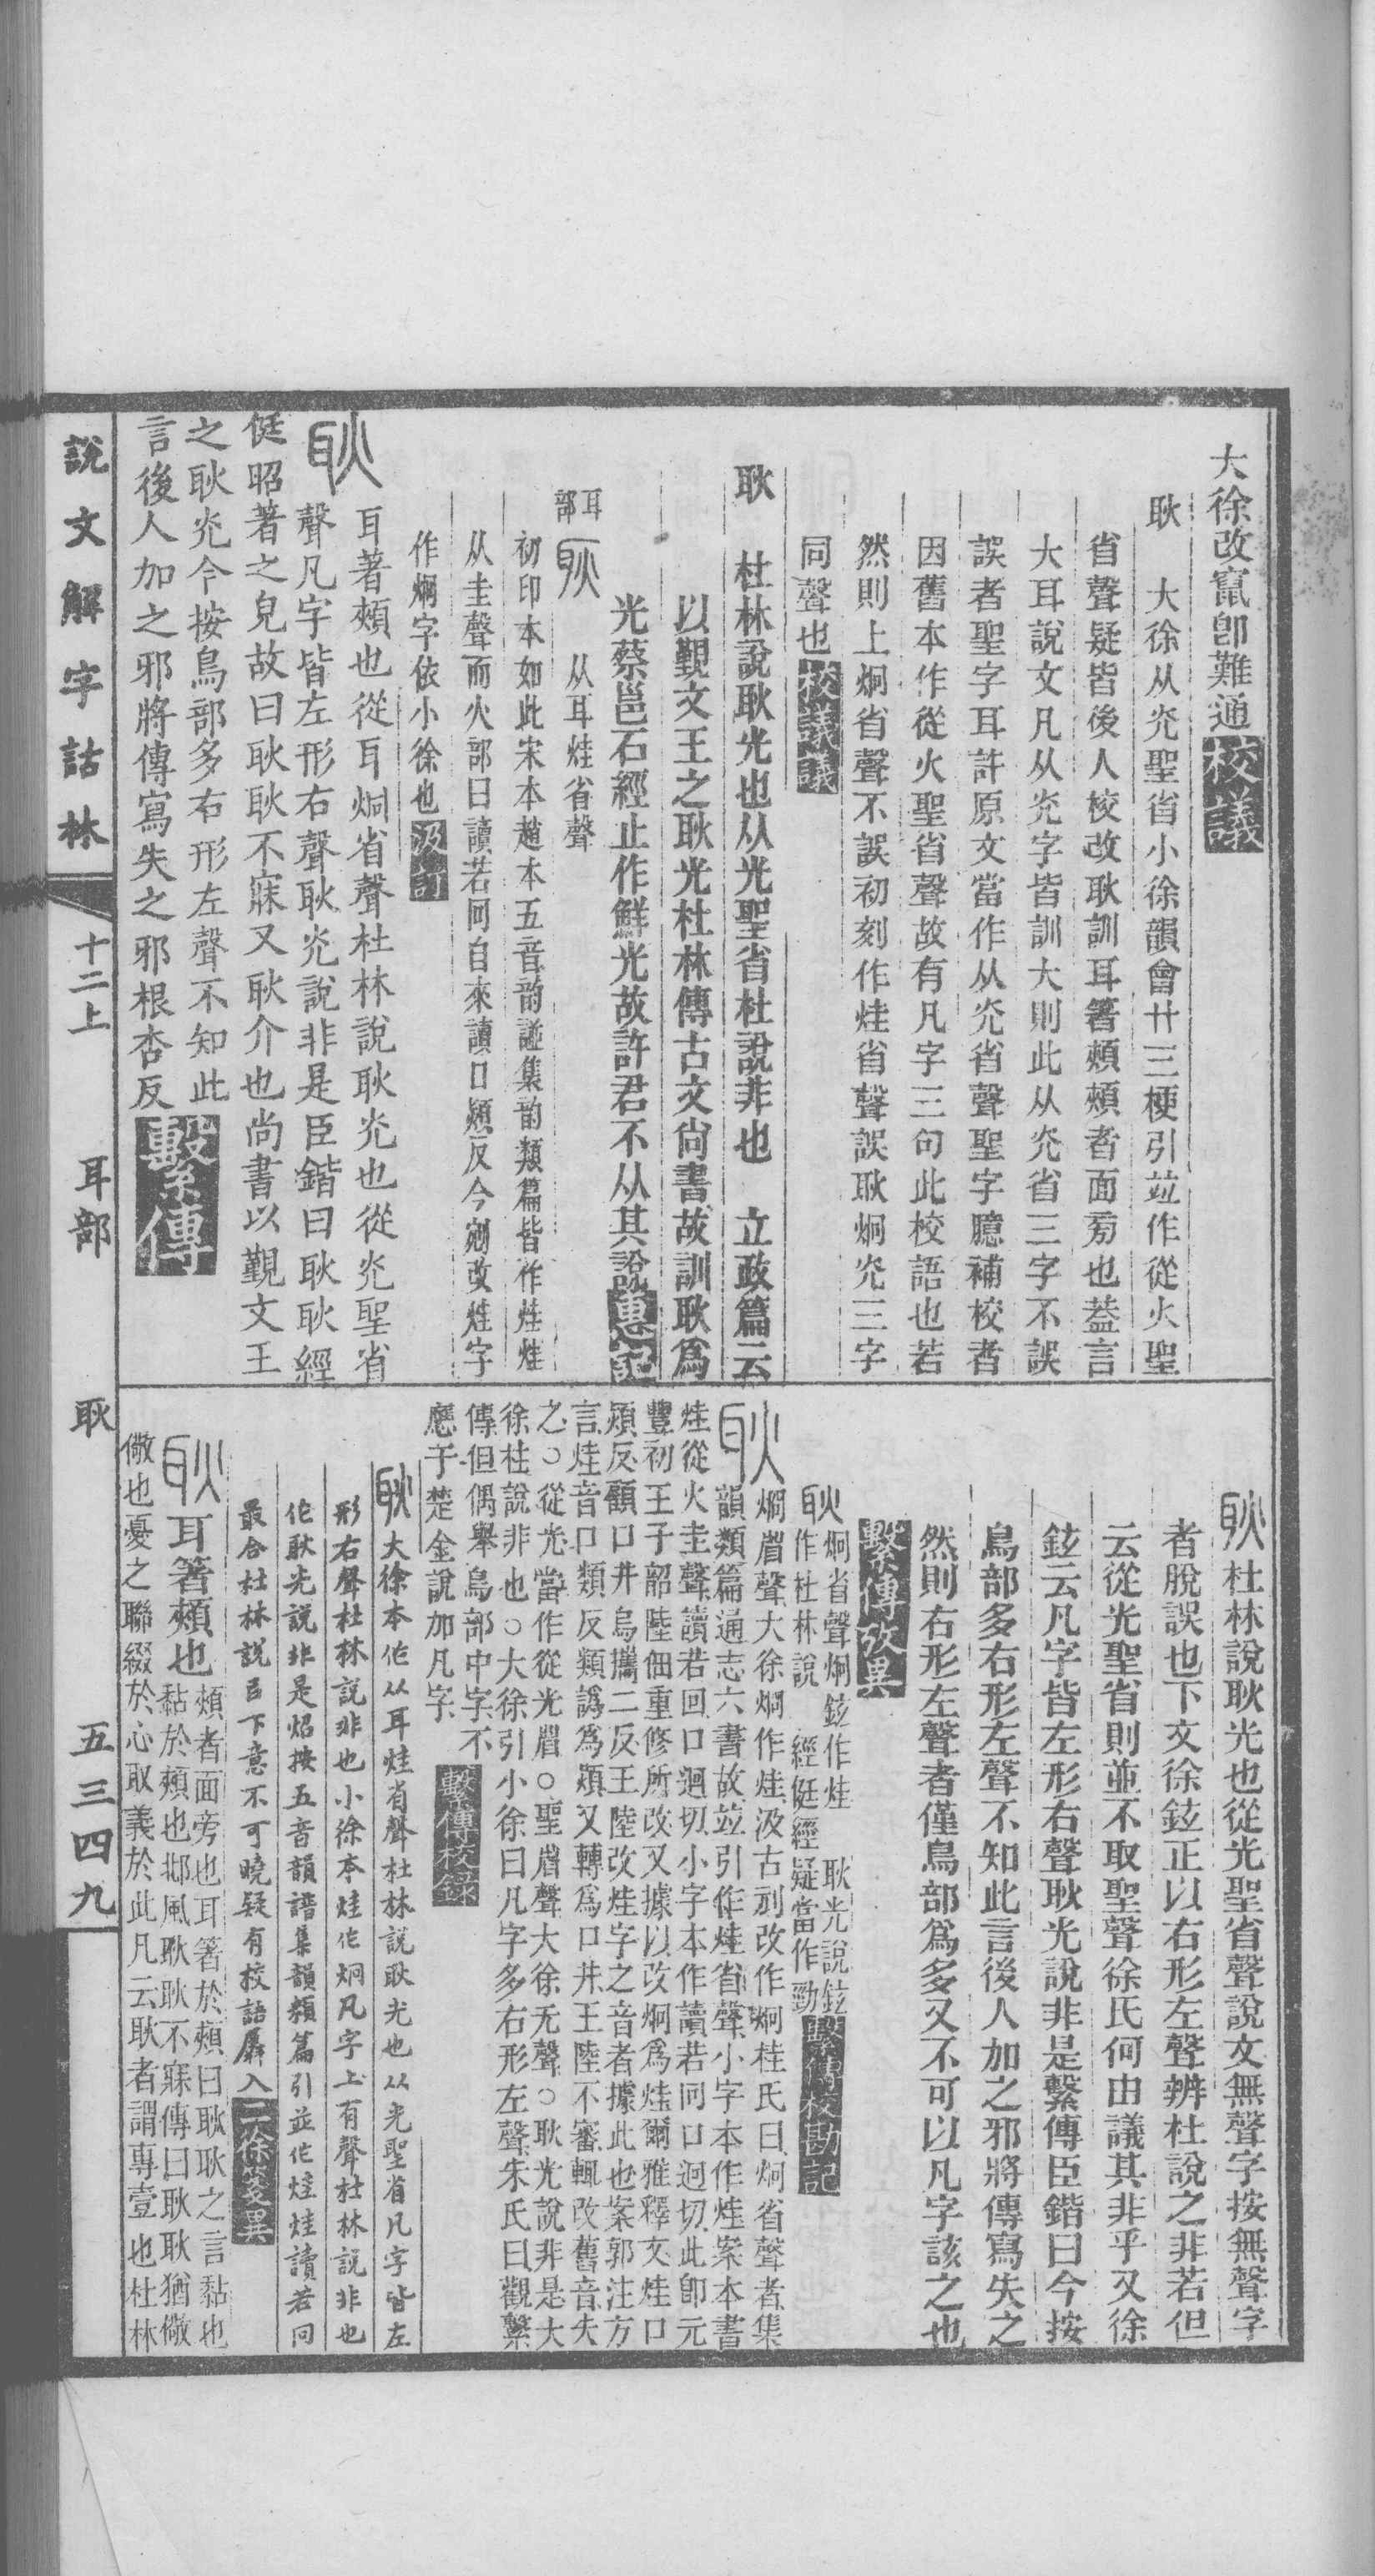 大徐改竄卽難通校議
耿　大徐从灮聖省小徐韻會廿三梗引竝作從火聖
省聲疑皆後人校改耿訓耳箸頰頰者面㫄也葢言
大耳說文凡从灮字皆訓大則此从灮省三字不誤
誤者聖字耳許原文當作从灮省聲聖字臆補校者
因舊本作從火聖省聲故有凡字三句此校語也若
然則上炯省聲不誤初刻作烓省聲誤耿炯灮三字
同聲也校議議
耿　杜林說耿光也从光聖省杜說非也　立政篇云
以覲文王之耿光杜林傳古文尙書故訓耿爲
光蔡邕石經止作鮮光故許君不从其說惠記
耳部　耿　从耳烓省聲
初印本如此宋本趙本五音韵譜集韵類篇皆作烓烓
从圭聲而火部曰讀若冋自來讀口熲反今剜改烓字
作炯字依小徐也汲訂
耿　耳著頰也從耳炯省聲杜林說耿灮也從灮聖省
聲凡字皆左形右聲耿灮說非是臣鍇曰耿耿經
侹昭著之皃故曰耿耿不寐又耿介也尚書以覲文王
之耿灮今按鳥部多右形左聲不知此
言後人加之邪將傳寫失之邪根杏反繫傳
耿杜林說耿光也從光聖省聲說文無聲字按無聲字
者脫誤也下文徐鉉正以右形左聲辨杜說之非若但
云從光聖省則並不取聖聲徐氏何由議其非乎又徐
鉉云凡字皆左形右聲耿光說非是繫傳臣鍇曰今按
鳥部多右形左聲不知此言後人加之邪將傳寫失之
然則右形左聲者僅鳥部爲多又不可以凡字該之也
繫傳攷異
耿　炯省聲炯鉉作烓　耿光說鉉
作杜林說　經侹經疑當作勁繫傳校勘記
耿　炯㫻聲大徐炯作烓汲古刓改作炯桂氏曰炯省聲者集
韻類篇通志六書故竝引作烓省聲小字本作烓案本書
烓從火圭聲讀若回口迥切小字本作讀若冋口迥切此卽元
豐初王子韶陸佃重修所改又據以改炯爲烓爾雅釋文烓口
熲反顧口井烏攜二反王陸改烓字之音者據此也案郭注方
言烓音口類反類譌爲熲又轉爲口井王陸不審輒改舊音失
之○從光當作從光㫻○聖㫻聲大徐无聲○耿光說非是大
徐杜說非也○大徐引小徐曰凡字多右形左聲朱氏曰觀繫
傳但偶舉鳥部中字不
應于楚金說加凡字　繫傳校錄
耿大徐本作从耳烓省聲杜林說耿光也从光聖省凡字皆左
形右聲杜林說非也小徐本烓作炯凡字上有聲杜林說非也
作耿光說非是炤按五音韻譜集韻類篇引並作烓烓讀若冋
最合杜林說㠯下意不可曉疑有校語羼入二徐箋異
耿　耳箸頰也頰者面旁也耳箸於頰曰耿耿之言黏也
黏於頰也邶風耿耿不寐傳曰耿耿猶儆
儆也憂之聯綴於心取義於此凡云耿者謂專壹也杜林
說文解字詁林　十二上　耳部　耿　五三四九